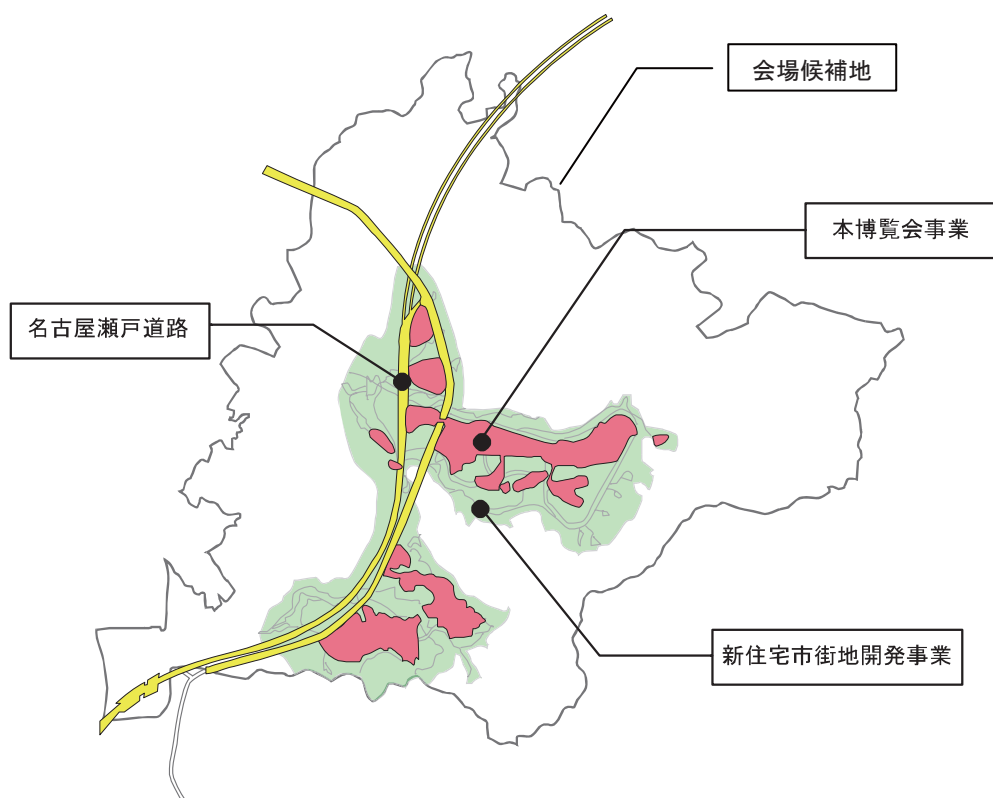 会場候補地
本博覧会事業
名古屋瀬戸道路
新住宅市街地開発事業